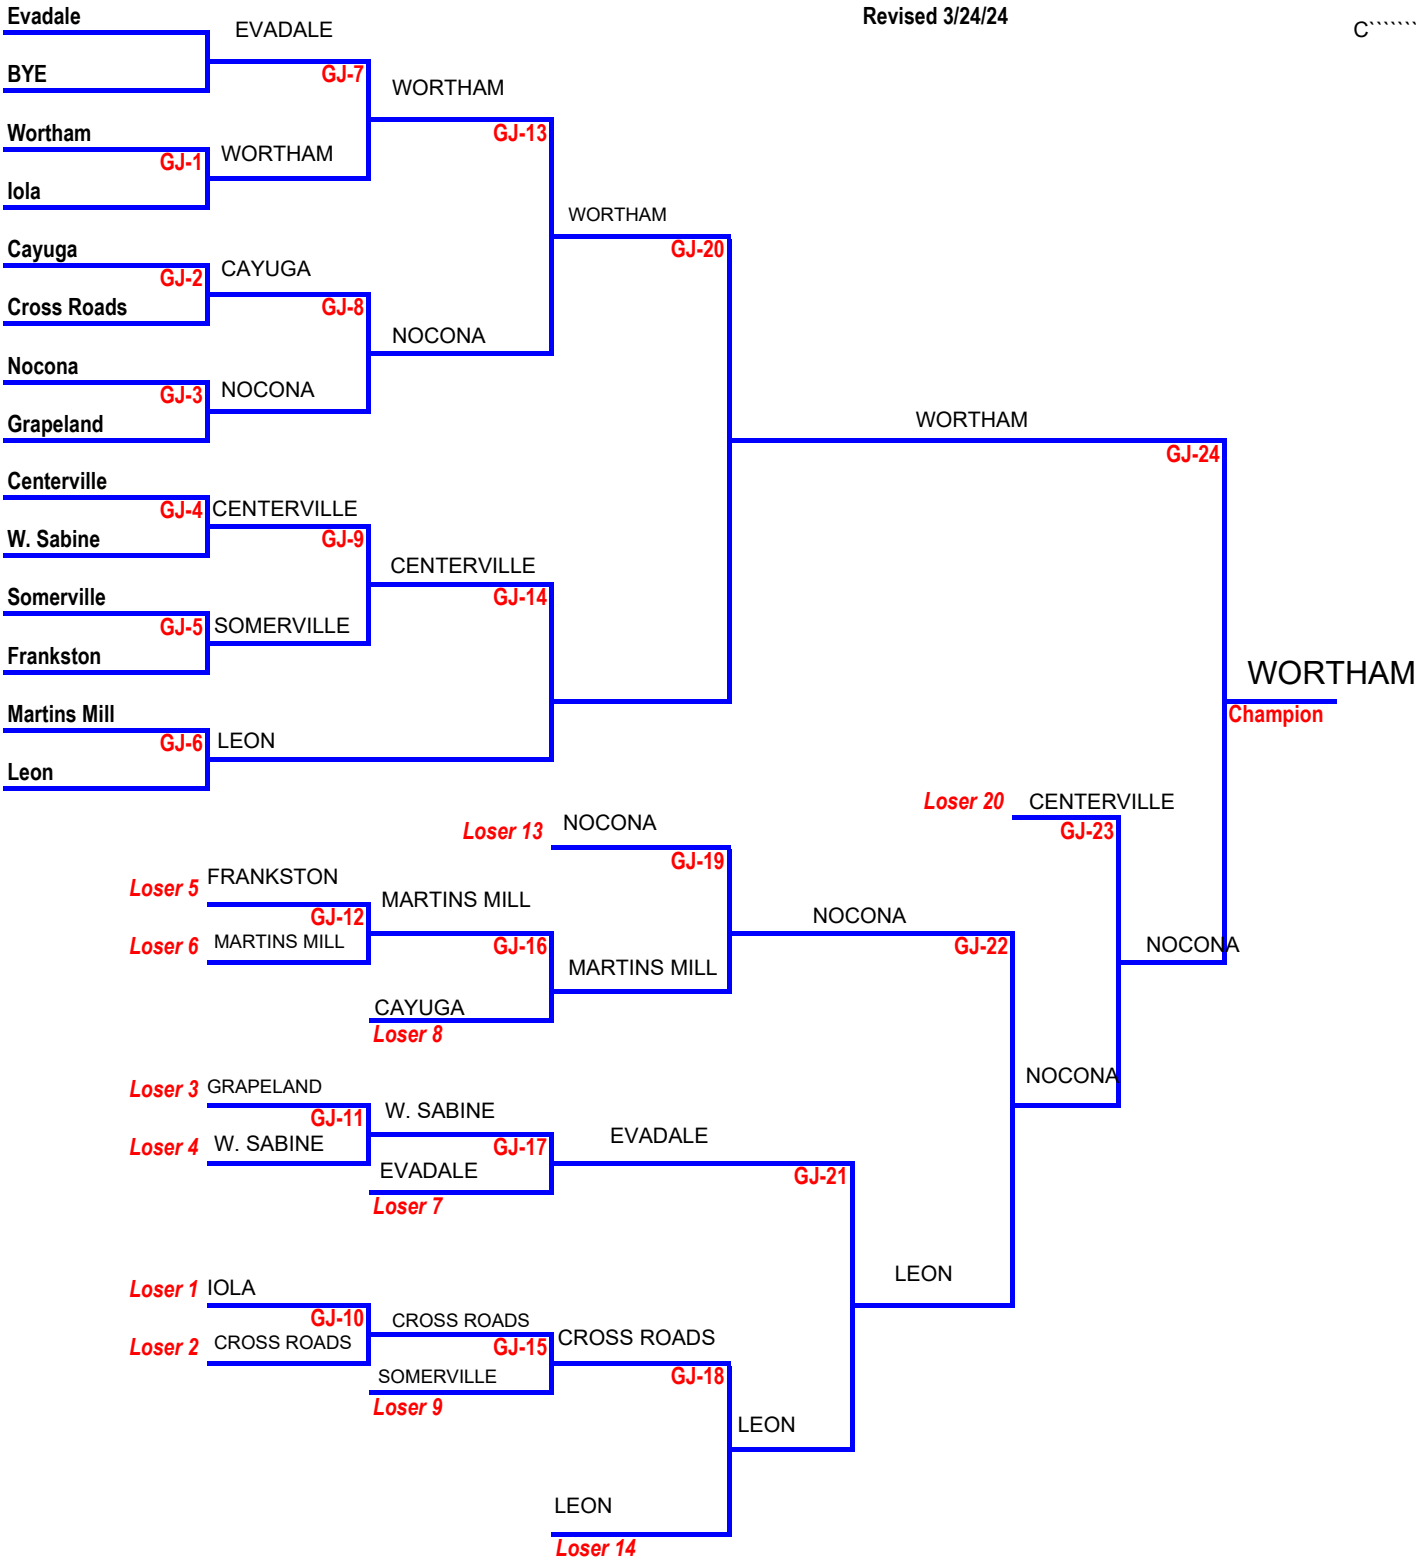 Evadale
Revised 3/24/24
C```````
EVADALE
BYE
GJ-7
WORTHAM
Wortham
GJ-13
GJ-1
WORTHAM
Iola
WORTHAM
Cayuga
GJ-20
GJ-2
CAYUGA
Cross Roads
GJ-8
NOCONA
Nocona
GJ-3
NOCONA
Grapeland
WORTHAM
GJ-24
Centerville
GJ-4
CENTERVILLE
W. Sabine
GJ-9
CENTERVILLE
Somerville
GJ-14
GJ-5
SOMERVILLE
Frankston
WORTHAM
Champion
Martins Mill
GJ-6
LEON
Leon
Loser 20
CENTERVILLE
GJ-23
Loser 13
NOCONA
GJ-19
Loser 5
FRANKSTON
GJ-12
MARTINS MILL
NOCONA
Loser 6
MARTINS MILL
GJ-16
GJ-22
NOCONA
MARTINS MILL
CAYUGA
Loser 8
NOCONA
Loser 3
GRAPELAND
GJ-11
W. SABINE
Loser 4
W. SABINE
GJ-17
EVADALE
EVADALE
GJ-21
Loser 7
LEON
Loser 1
IOLA
GJ-10
CROSS ROADS
Loser 2
CROSS ROADS
GJ-15
CROSS ROADS
SOMERVILLE
GJ-18
Loser 9
LEON
LEON
Loser 14